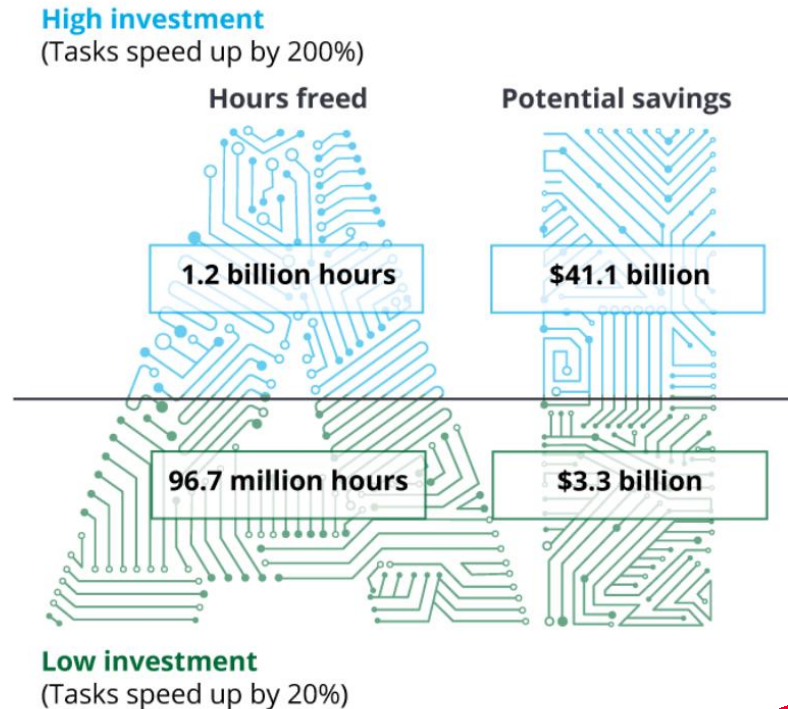 High investment
(Tasks speed up by 200%)
Hours freed
Potential savings
1.2 billion hours
$41.1 billion
96.7 million hours
$3.3 billion
Low investment
(Tasks speed up by 20%)